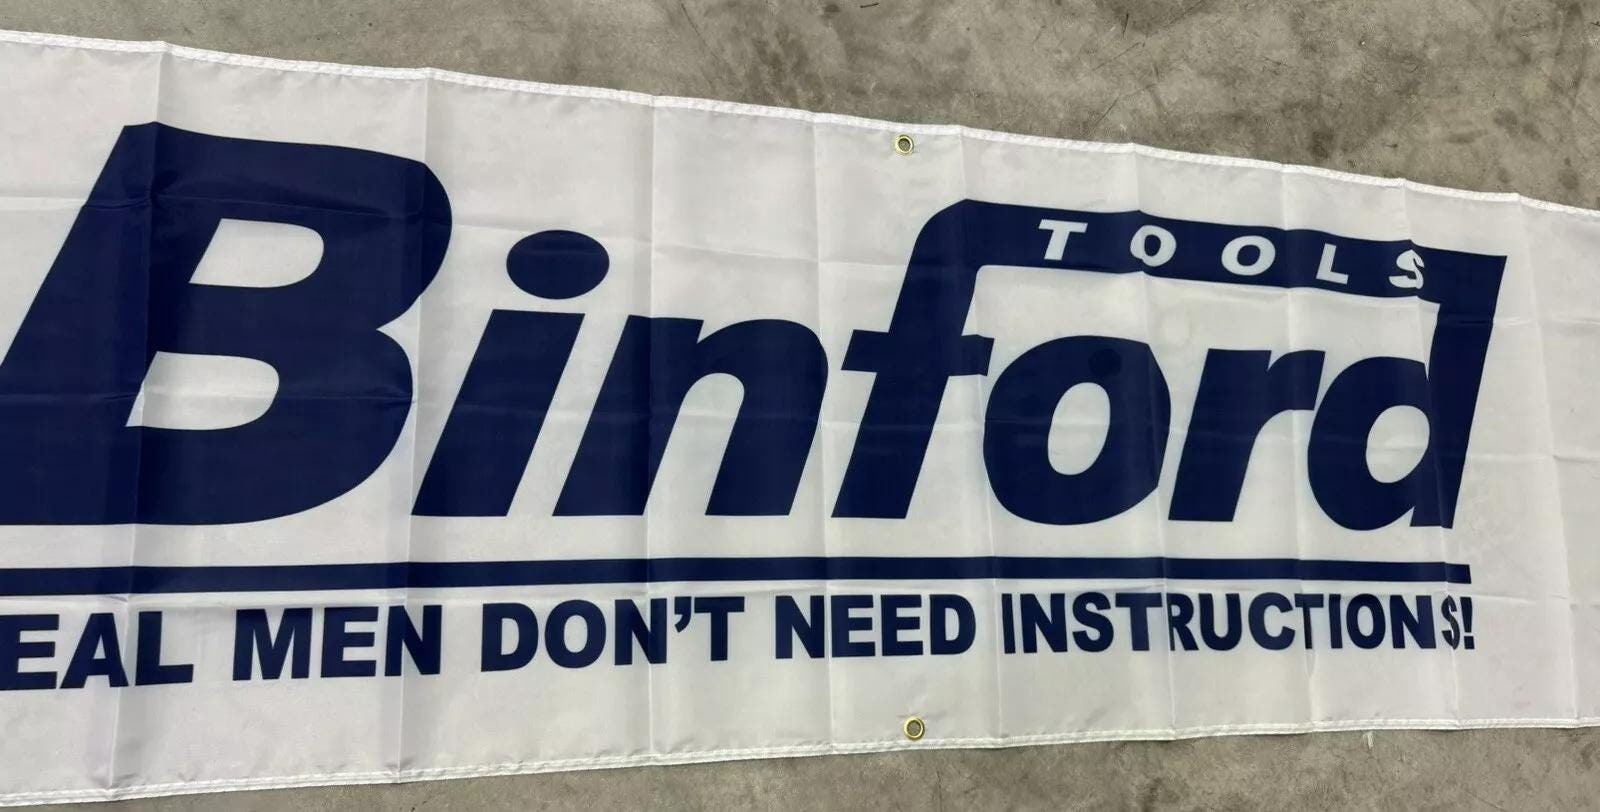 Binford
TOOLS
EAL MEN DON'T NEED INSTRUCTIONS!